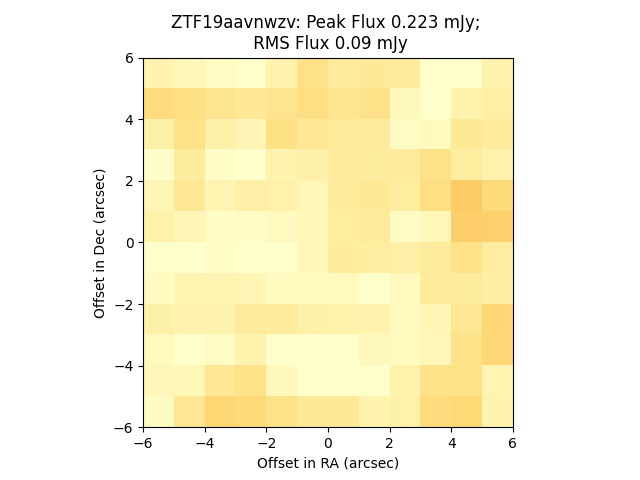 ZTF19aavnwzv: Peak Flux 0.223 mJy;
RMS Flux 0.09 mJy
6
4
2
0
−2
−4
−6
Offset in Dec (arcsec)
−6 −4 −2 0 2 4 6
Offset in RA (arcsec)